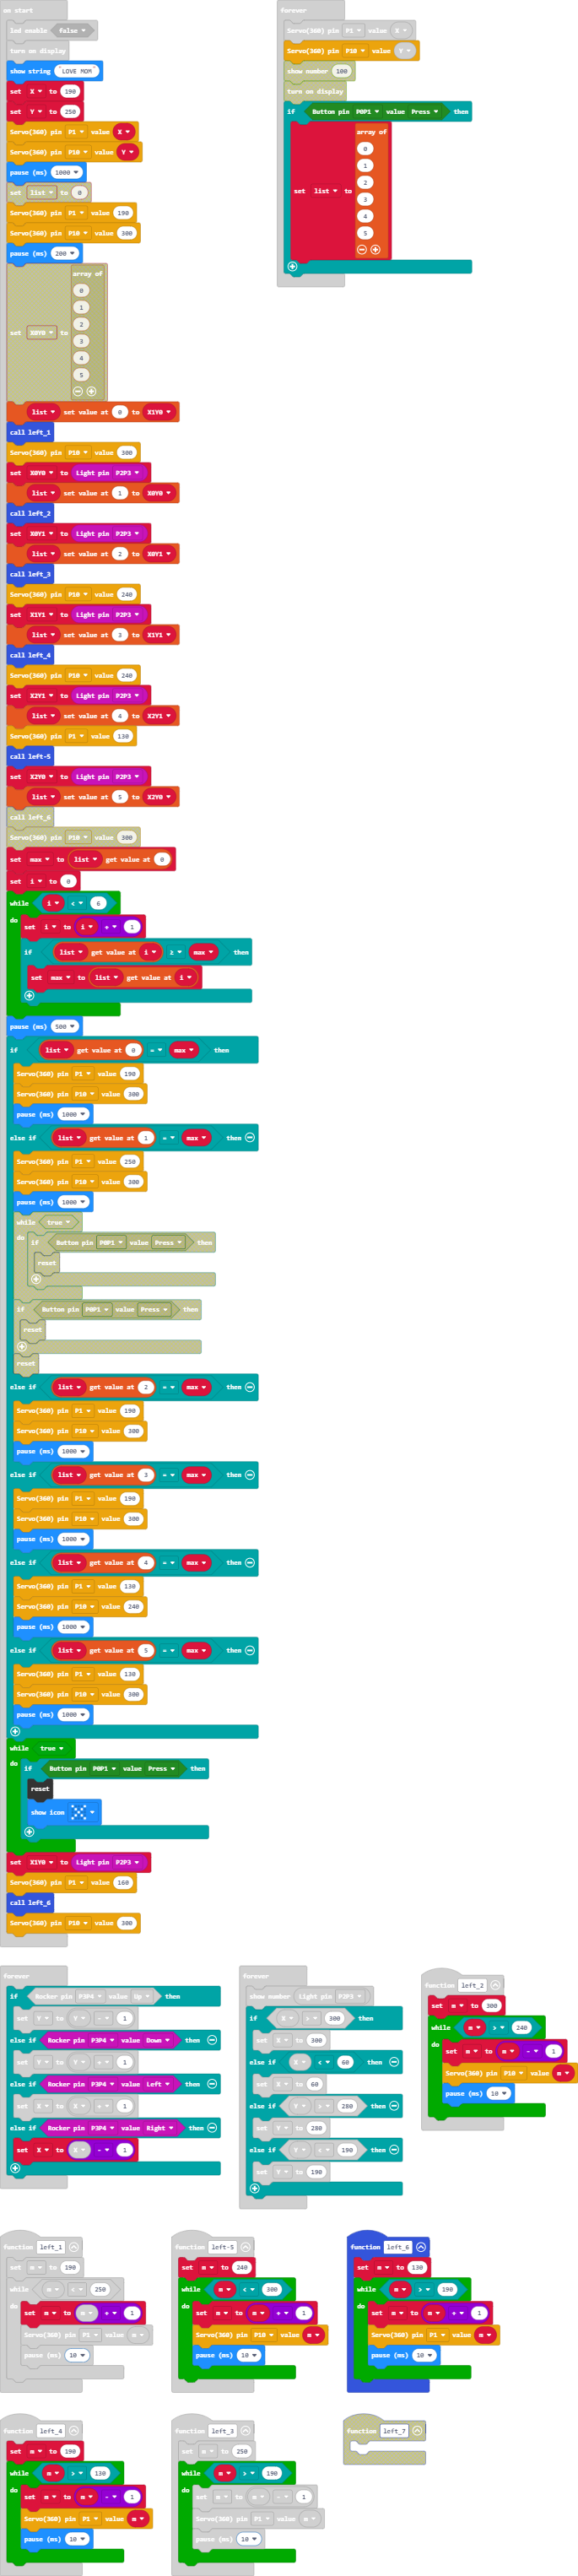 on start
led enable false
turn on display
show string "LOVE MOM"
set X to 190
set Y to 250
Servo(360) pin P1 value X
Servo(360) pin P10 value Y
pause (ms) 1000
set list to 0
Servo(360) pin P1 value 190
Servo(360) pin P10 value 300
pause (ms) 200
array of
0
1
2
set X0Y0 to
3
4
5
list set value at 0 to X1Y0
call left_1
Servo(360) pin P10 value 300
set X0Y0 to Light pin P2P3
list set value at 1 to X0Y0
call left_2
set X0Y1 to Light pin P2P3
list set value at 2 to X0Y1
call left_3
Servo(360) pin P10 value 240
set X1Y1 to Light pin P2P3
list set value at 3 to X1Y1
call left_4
Servo(360) pin P10 value 240
set X2Y1 to Light pin P2P3
list set value at 4 to X2Y1
Servo(360) pin P1 value 130
call left-5
set X2Y0 to Light pin P2P3
list set value at 5 to X2Y0
call left_6
Servo(360) pin P10 value 300
set max to list get value at 0
set i to 0
while i < 6
do set i to i + 1
if list get value at i ≥ max then
set max to list get value at i
pause (ms) 500
if list get value at 0 = max then
Servo(360) pin P1 value 190
Servo(360) pin P10 value 300
pause (ms) 1000
else if list get value at 1 = max then
Servo(360) pin P1 value 250
Servo(360) pin P10 value 300
pause (ms) 1000
while true
do if Button pin P0P1 value Press then
reset
if Button pin P0P1 value Press then
reset
reset
else if list get value at 2 = max then
Servo(360) pin P1 value 190
Servo(360) pin P10 value 300
pause (ms) 1000
else if list get value at 3 = max then
Servo(360) pin P1 value 190
Servo(360) pin P10 value 300
pause (ms) 1000
else if list get value at 4 = max then
Servo(360) pin P1 value 130
Servo(360) pin P10 value 240
pause (ms) 1000
else if list get value at 5 = max then
Servo(360) pin P1 value 130
Servo(360) pin P10 value 300
pause (ms) 1000
while true
do if Button pin P0P1 value Press then
reset
show icon
set X1Y0 to Light pin P2P3
Servo(360) pin P1 value 160
call left_6
Servo(360) pin P10 value 300
forever
Servo(360) pin P1 value X
Servo(360) pin P10 value Y
show number 100
turn on display
if Button pin P0P1 value Press then
array of
0
1
2
set list to
3
4
5
forever
if Rocker pin P3P4 value Up then
set Y to Y - 1
else if Rocker pin P3P4 value Down then
set Y to Y + 1
else if Rocker pin P3P4 value Left then
set X to X + 1
else if Rocker pin P3P4 value Right then
set X to X - 1
forever
show number Light pin P2P3
if X > 300
set X to 300
else if X < 60 then
set X to 60
else if Y > 280 then
set Y to 280
else if Y < 190 then
set Y to 190
function left_2
set m to 300
while m > 240
do set m to m - 1
Servo(360) pin P10 value m
pause (ms) 10
function left_1
set m to 190
while m < 250
do set m to m + 1
Servo(360) pin P1 value m
pause (ms) 10
function left-5
set m to 240
while m < 300
do set m to m + 1
Servo(360) pin P10 value m
pause (ms) 10
function left_6
set m to 130
while m > 190
do set m to m + 1
Servo(360) pin P1 value m
pause (ms) 10
function left_4
set m to 190
while m > 130
do set m to m - 1
Servo(360) pin P1 value m
pause (ms) 10
function left_3
set m to 250
while m > 190
do set m to m - 1
Servo(360) pin P1 value m
pause (ms) 10
function left_7